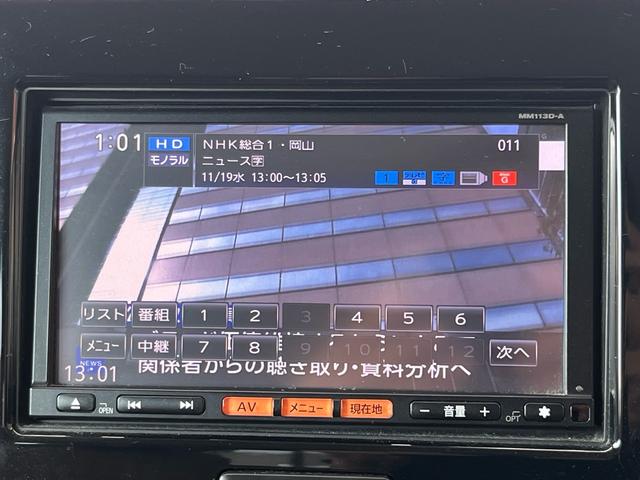 MM113D-A
1:01 HD NHK総合1・岡山 011
モノラル ニュース字
11/19水 13:00～13:05 1 G
リスト 番組 1 2 3 4 5 6
メニュー 中継 7 8 9 10 11 12 次へ
NEWS
13:01 関係者からの聴き取り・資料分析へ
OPEN AV メニュー 現在地 − 音量 + OPT ✱